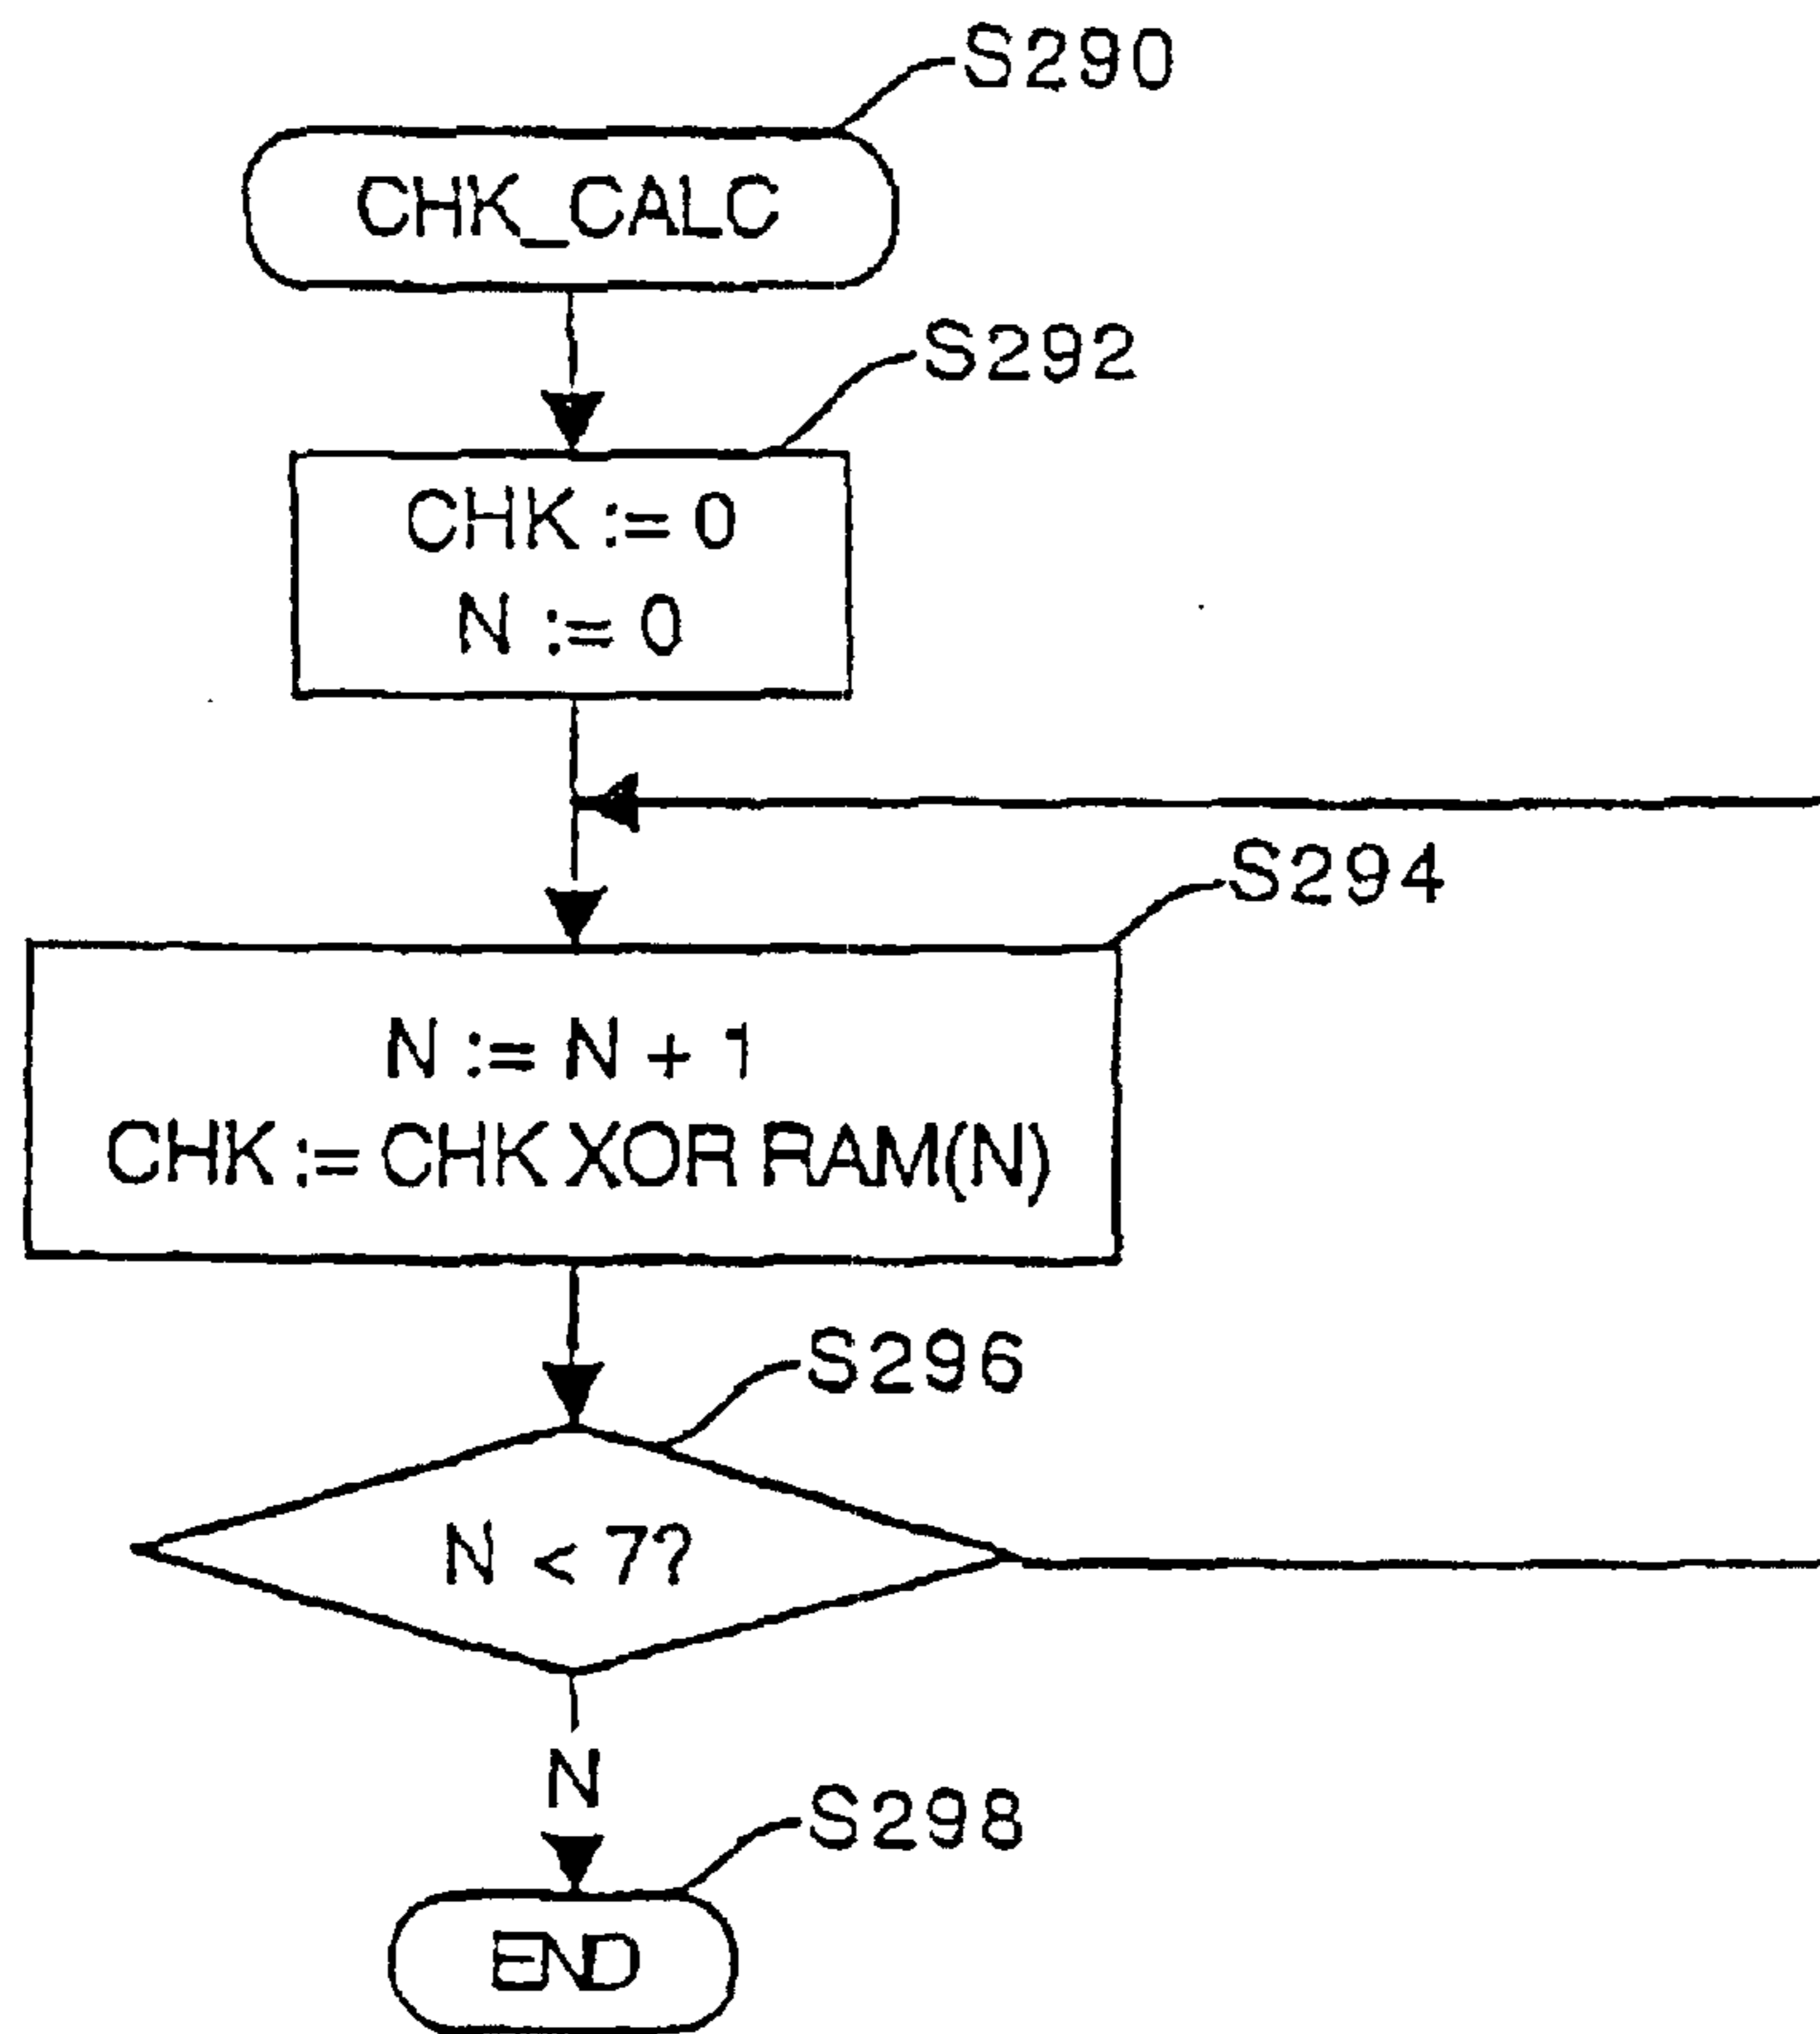 S290
CHK_CALC
S292
CHK := 0
N := 0
S294
N := N + 1
CHK := CHK XOR RAM(N)
S296
N < 7?
N
S298
END